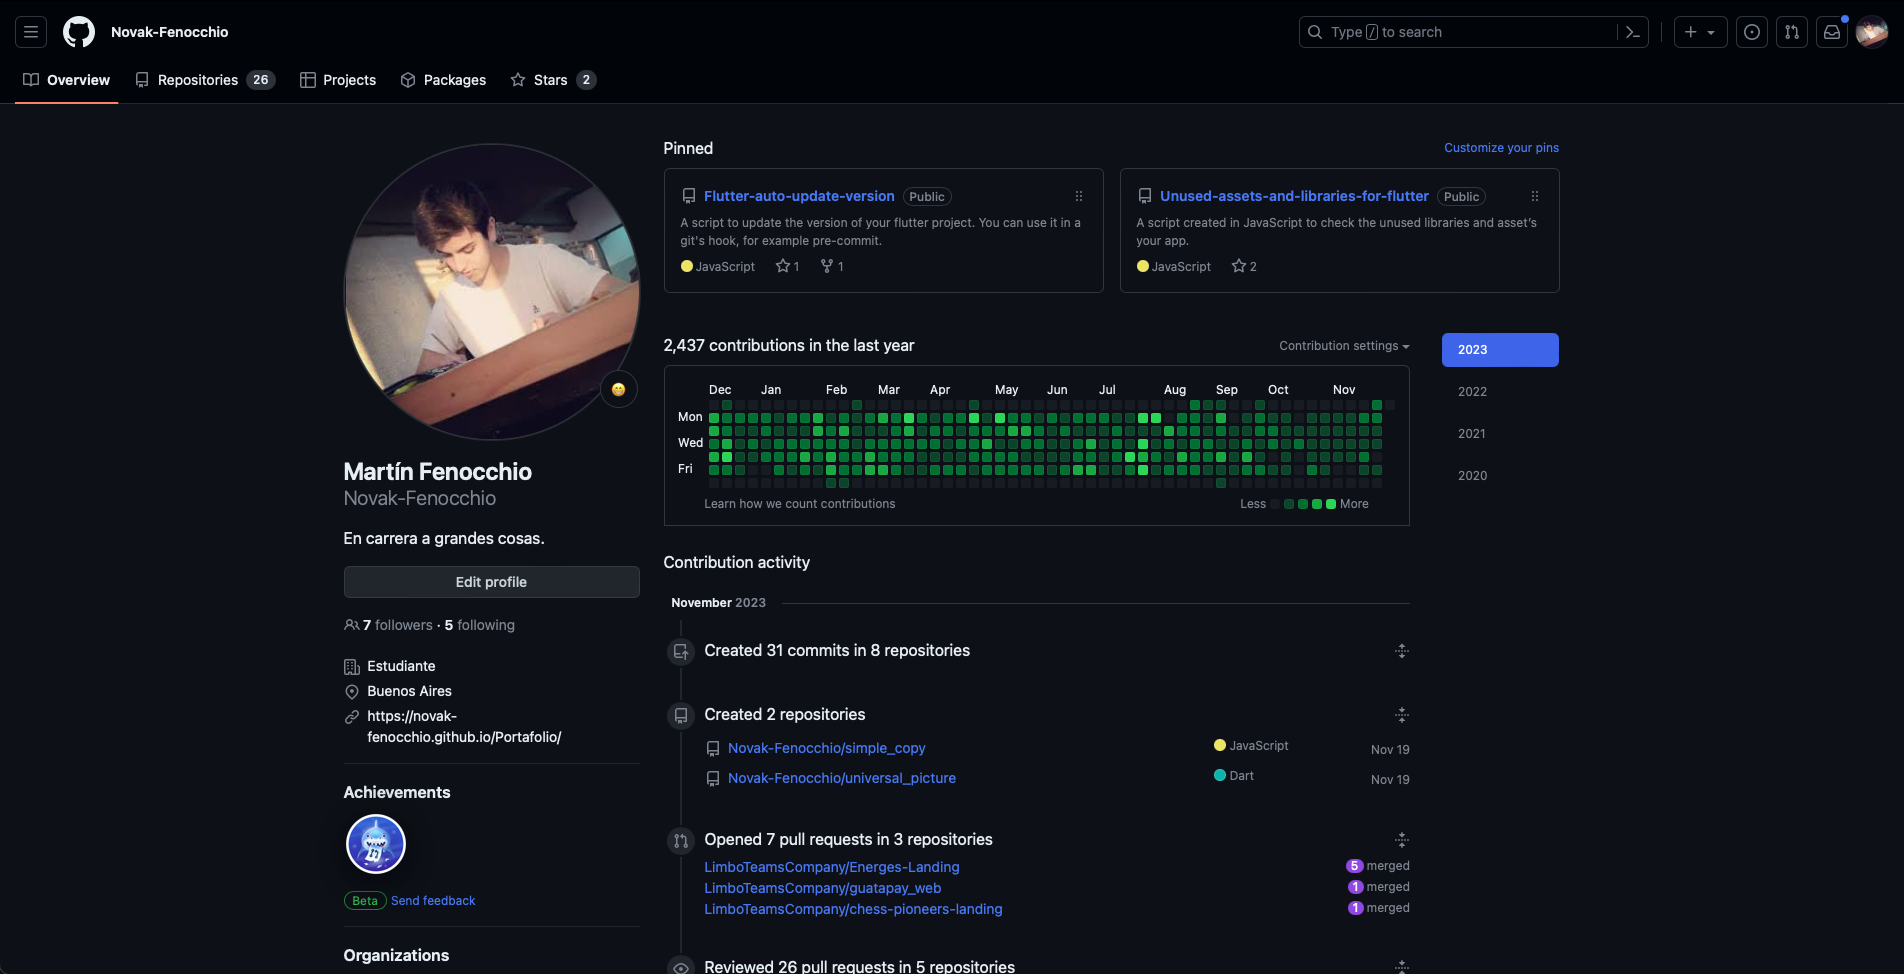 Novak-Fenocchio
Type / to search
Overview
Repositories 26
Projects
Packages
Stars 2
Martín Fenocchio
Novak-Fenocchio
En carrera a grandes cosas.
Edit profile
7 followers · 5 following
Estudiante
Buenos Aires
https://novak-
fenocchio.github.io/Portafolio/
Achievements
Beta Send feedback
Organizations
Pinned
Customize your pins
Flutter-auto-update-version Public
A script to update the version of your flutter project. You can use it in a
git's hook, for example pre-commit.
JavaScript 1 1
Unused-assets-and-libraries-for-flutter Public
A script created in JavaScript to check the unused libraries and asset's
your app.
JavaScript 2
2,437 contributions in the last year
Contribution settings
Dec Jan Feb Mar Apr May Jun Jul Aug Sep Oct Nov
Mon
Wed
Fri
Learn how we count contributions
Less More
2023
2022
2021
2020
Contribution activity
November 2023
Created 31 commits in 8 repositories
Created 2 repositories
Novak-Fenocchio/simple_copy JavaScript Nov 19
Novak-Fenocchio/universal_picture Dart Nov 19
Opened 7 pull requests in 3 repositories
LimboTeamsCompany/Energes-Landing 5 merged
LimboTeamsCompany/guatapay_web 1 merged
LimboTeamsCompany/chess-pioneers-landing 1 merged
Reviewed 26 pull requests in 5 repositories